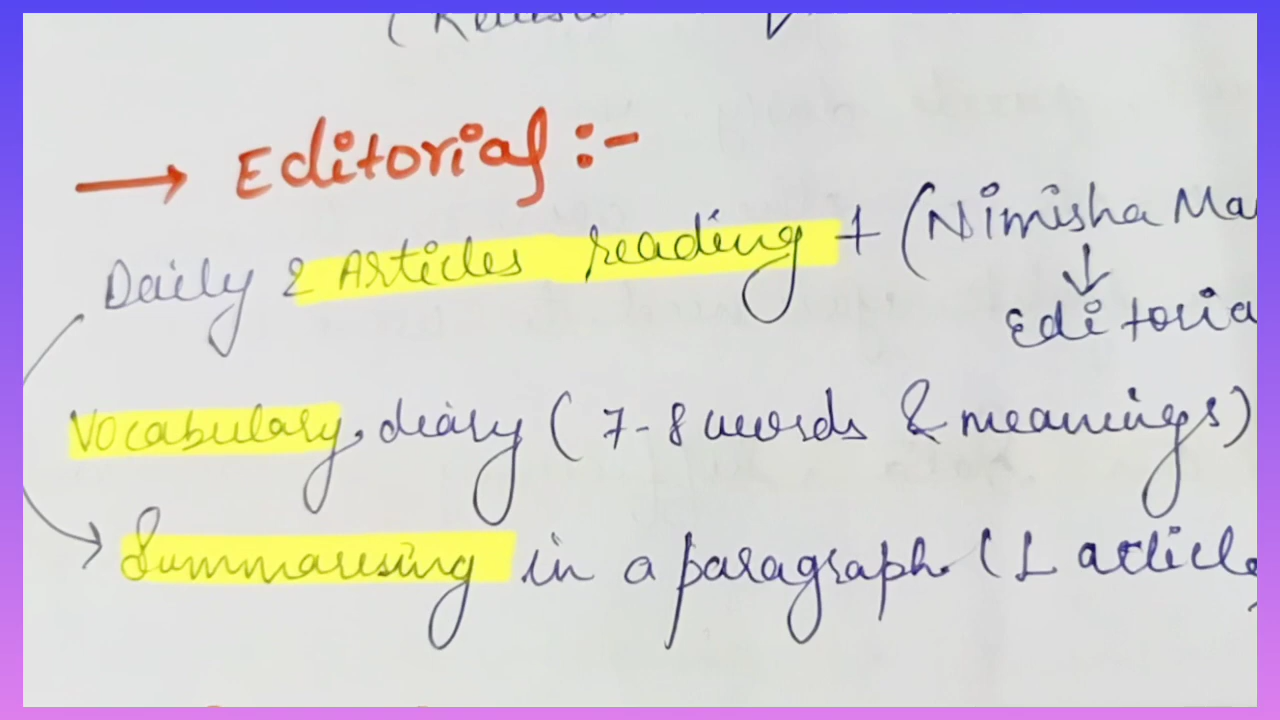 → Editorial :-
Daily 2 Articles reading + (Nimisha Ma
↓
Editoria
Vocabulary diary ( 7-8 words & meanings)
→ Summarising in a paragraph (1 article